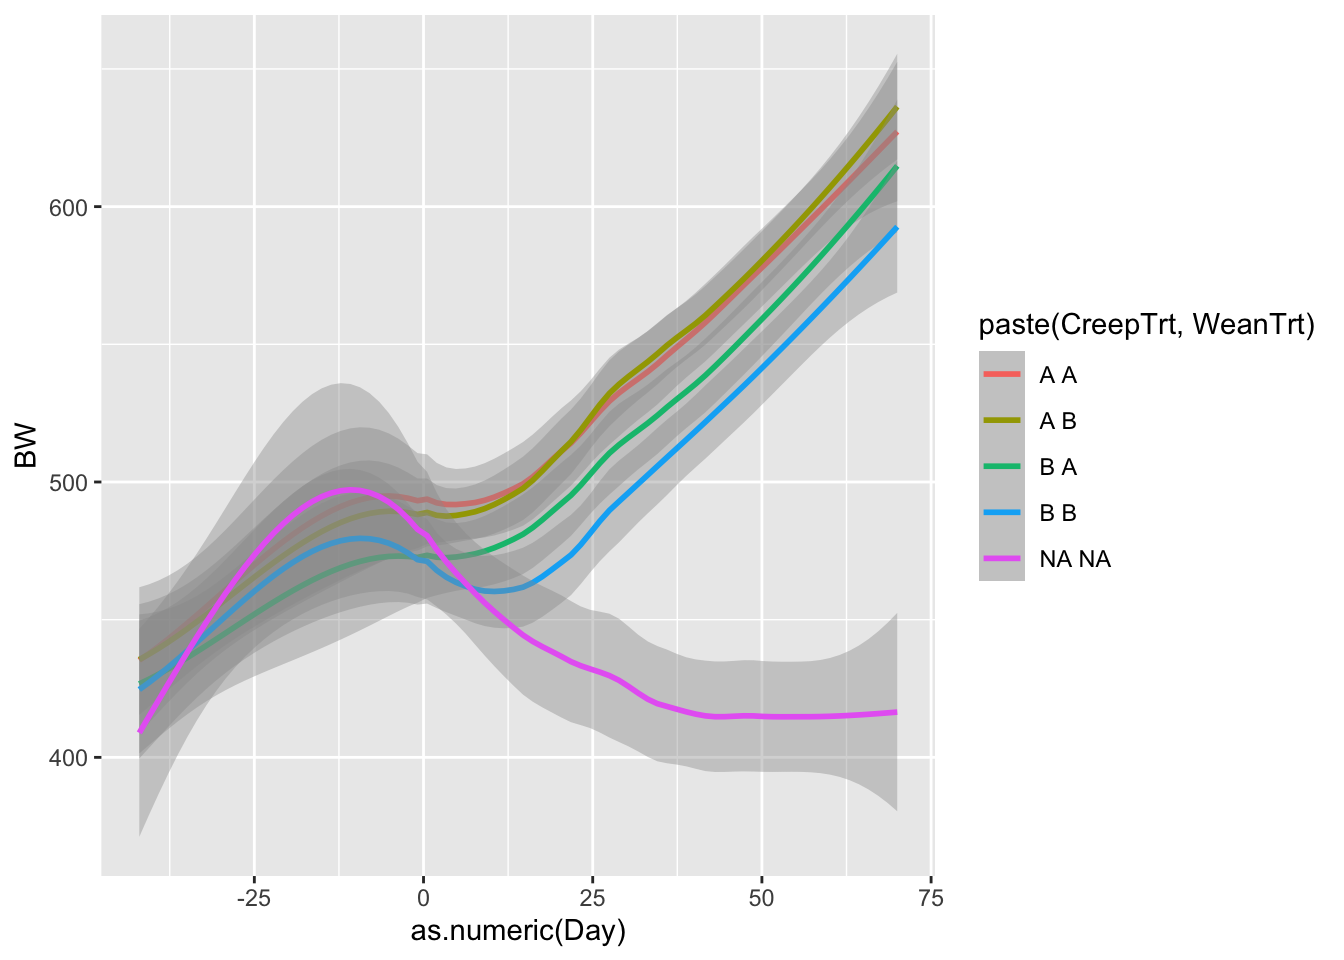 BW
600
500
400
-25
0
25
50
75
as.numeric(Day)
paste(CreepTrt, WeanTrt)
A A
A B
B A
B B
NA NA